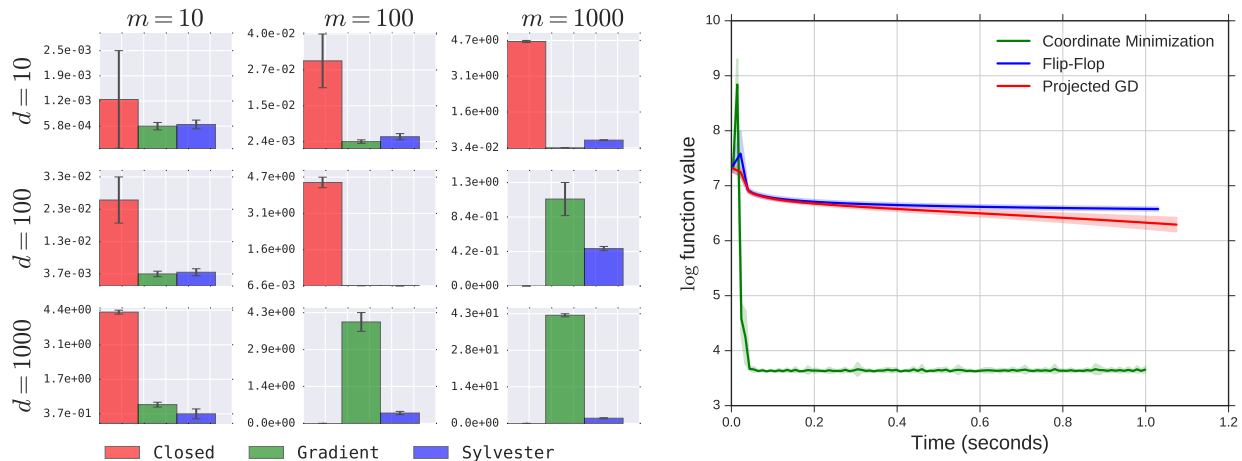 m = 10
m = 100
m = 1000
d = 10
2.5e-03
1.9e-03
1.2e-03
5.8e-04
4.0e-02
2.7e-02
1.5e-02
2.4e-03
4.7e+00
3.1e+00
1.6e+00
3.4e-02
d = 100
3.3e-02
2.3e-02
1.3e-02
3.7e-03
4.7e+00
3.1e+00
1.6e+00
6.6e-03
1.3e+00
8.4e-01
4.2e-01
0.0e+00
d = 1000
4.4e+00
3.1e+00
1.7e+00
3.7e-01
4.3e+00
2.9e+00
1.4e+00
0.0e+00
4.3e+01
2.8e+01
1.4e+01
0.0e+00
Closed
Gradient
Sylvester
10
9
8
7
6
5
4
3
log function value
Coordinate Minimization
Flip-Flop
Projected GD
0.0
0.2
0.4
0.6
0.8
1.0
1.2
Time (seconds)